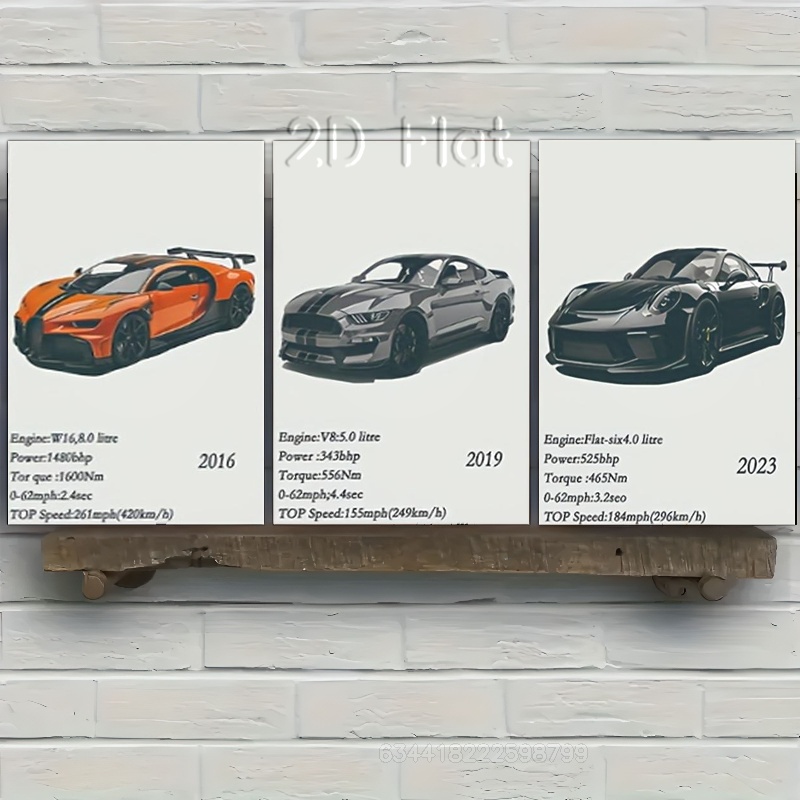 2D Flat
Engine:W16,8.0 litre
Power:1480bhp
Tor que :1600Nm
0-62mph:2.4sec
TOP Speed:261mph(420km/h)
2016
Engine:V8:5.0 litre
Power :343bhp
Torque:556Nm
0-62mph;4.4sec
TOP Speed:155mph(249km/h)
2019
Engine:Flat-six4.0 litre
Power:525bhp
Torque :465Nm
0-62mph:3.2seo
TOP Speed:184mph(296km/h)
2023
634418222598799